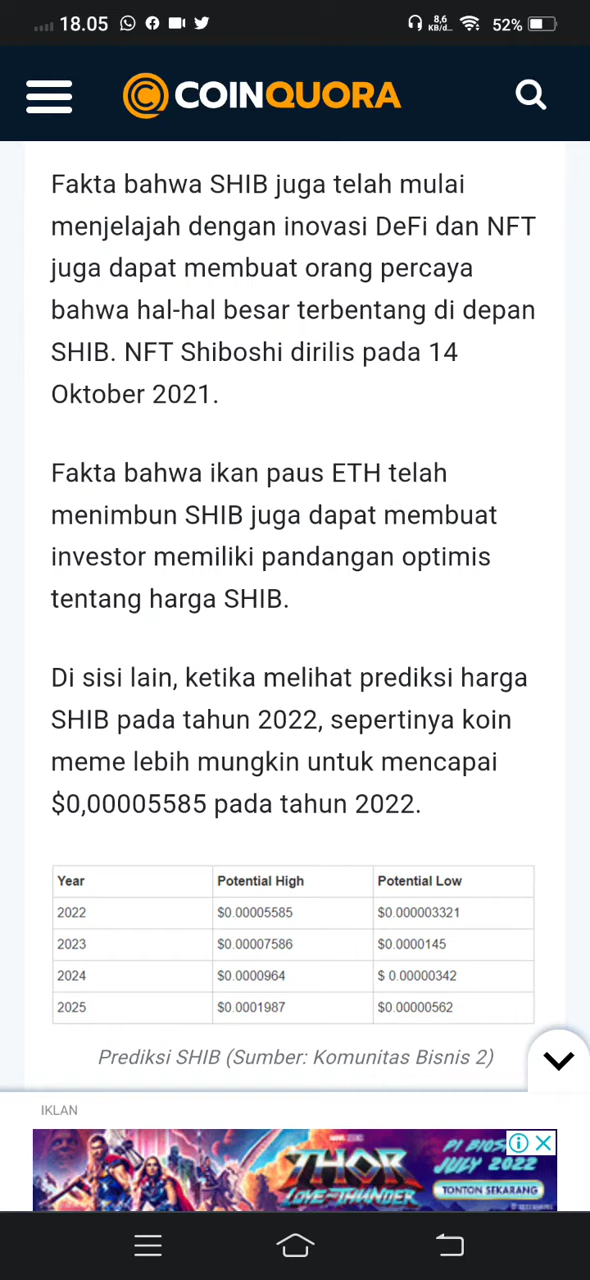 18.05 8,6 KB/d... 52%
COINQUORA
Fakta bahwa SHIB juga telah mulai
menjelajah dengan inovasi DeFi dan NFT
juga dapat membuat orang percaya
bahwa hal-hal besar terbentang di depan
SHIB. NFT Shiboshi dirilis pada 14
Oktober 2021.
Fakta bahwa ikan paus ETH telah
menimbun SHIB juga dapat membuat
investor memiliki pandangan optimis
tentang harga SHIB.
Di sisi lain, ketika melihat prediksi harga
SHIB pada tahun 2022, sepertinya koin
meme lebih mungkin untuk mencapai
$0,00005585 pada tahun 2022.
Year Potential High Potential Low
2022 $0.00005585 $0.000003321
2023 $0.00007586 $0.0000145
2024 $0.0000964 $ 0.00000342
2025 $0.0001987 $0.00000562
Prediksi SHIB (Sumber: Komunitas Bisnis 2)
IKLAN
THOR
LOVE AND THUNDER
DI BIOS
JULY 2022
TONTON SEKARANG